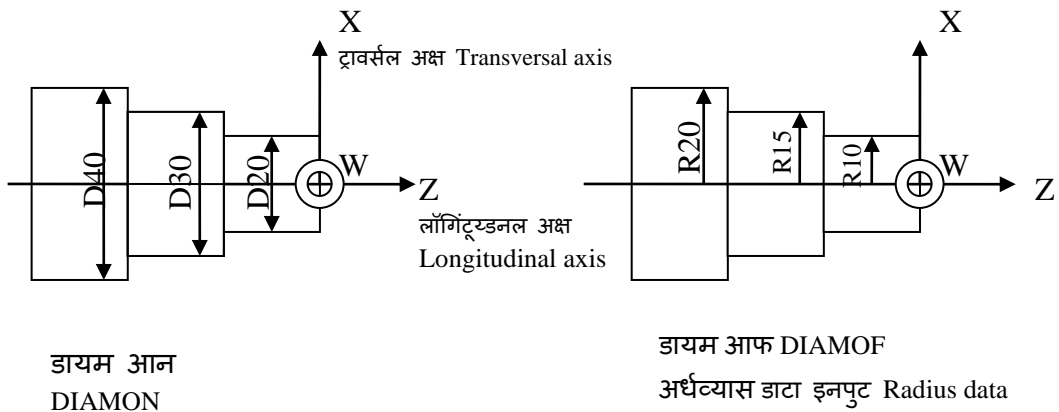 X
ट्रावर्सल अक्ष Transversal axis
D40
D30
D20
W
Z
लॉगिंटूय्डनल अक्ष
Longitudinal axis
डायम आन
DIAMON
X
R20
R15
R10
W
Z
डायम आफ DIAMOF
अर्धव्यास डाटा इनपुट Radius data